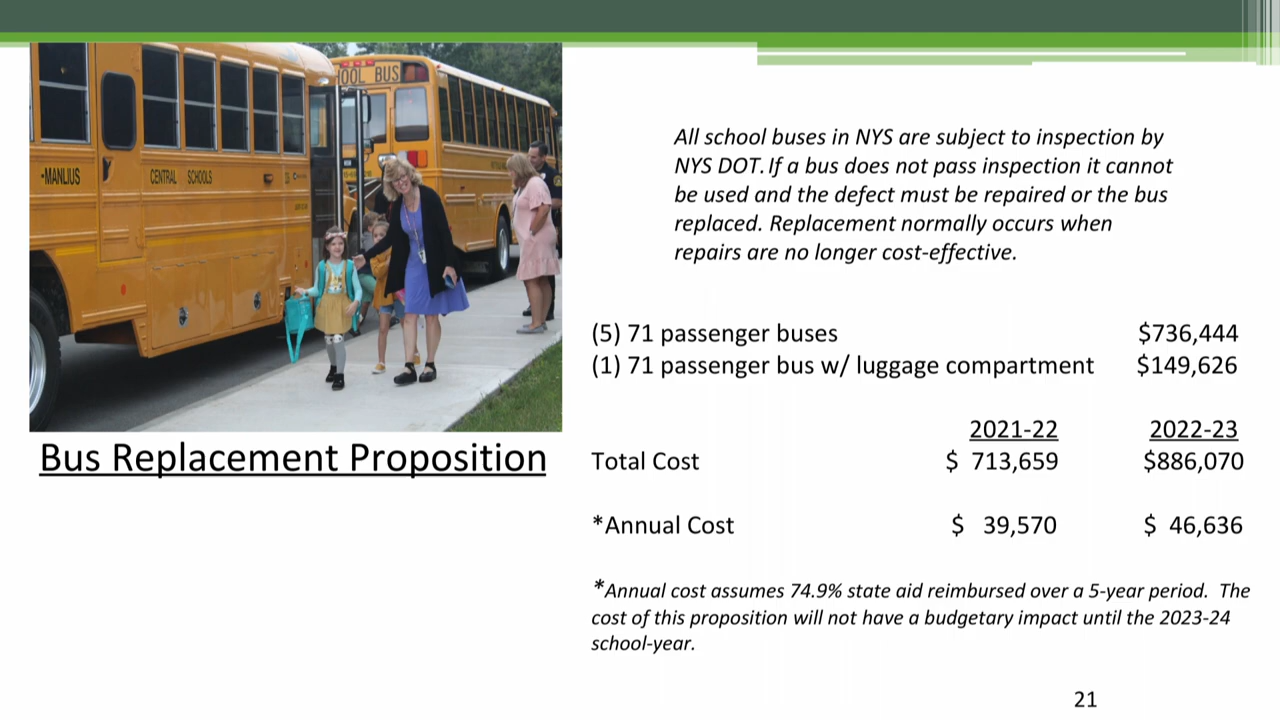 OOL BUS
-MANLIUS CENTRAL SCHOOLS
Bus Replacement Proposition
All school buses in NYS are subject to inspection by
NYS DOT. If a bus does not pass inspection it cannot
be used and the defect must be repaired or the bus
replaced. Replacement normally occurs when
repairs are no longer cost-effective.
(5) 71 passenger buses $736,444
(1) 71 passenger bus w/ luggage compartment $149,626
2021-22 2022-23
Total Cost $ 713,659 $886,070
*Annual Cost $ 39,570 $ 46,636
*Annual cost assumes 74.9% state aid reimbursed over a 5-year period. The
cost of this proposition will not have a budgetary impact until the 2023-24
school-year.
21